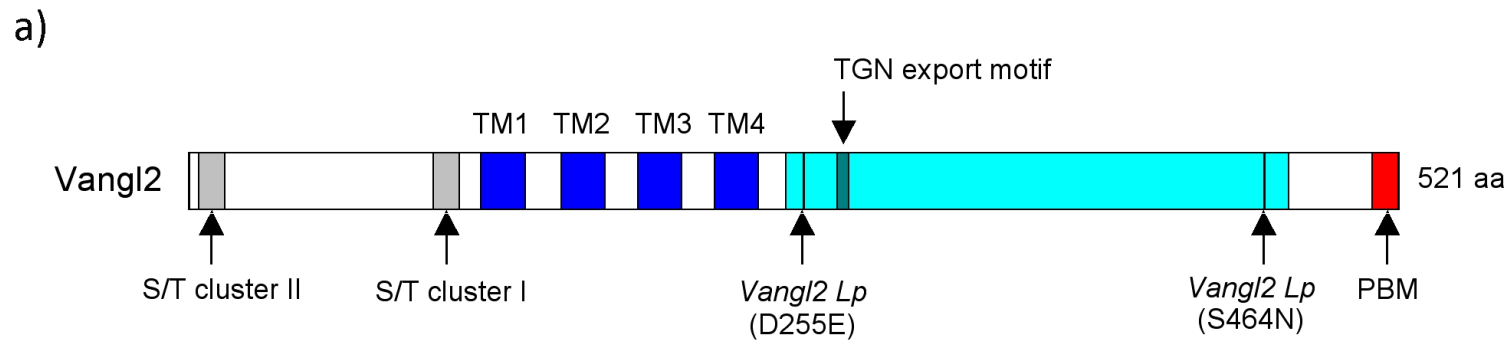 a)
TGN export motif
TM1 TM2 TM3 TM4
Vangl2
521 aa
S/T cluster II
S/T cluster I
Vangl2 Lp
(D255E)
Vangl2 Lp
(S464N)
PBM